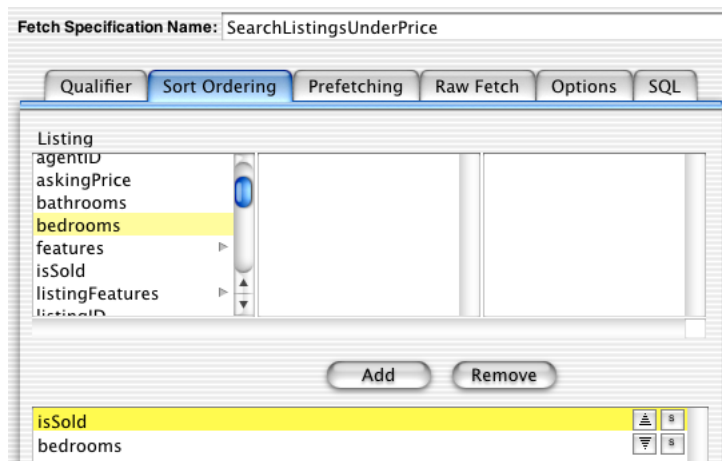 Fetch Specification Name: SearchListingsUnderPrice
Qualifier Sort Ordering Prefetching Raw Fetch Options SQL
Listing
agentID
askingPrice
bathrooms
bedrooms
features
isSold
listingFeatures
listingID
Add Remove
isSold S
bedrooms S